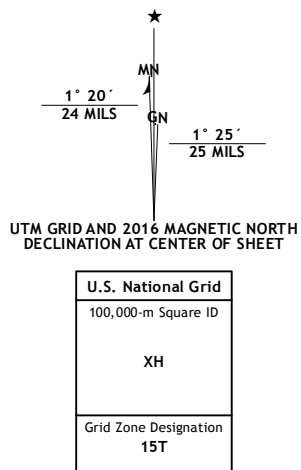 ★
MN
1° 20´
24 MILS
GN
1° 25´
25 MILS
UTM GRID AND 2016 MAGNETIC NORTH
DECLINATION AT CENTER OF SHEET
U.S. National Grid
100,000-m Square ID
XH
Grid Zone Designation
15T